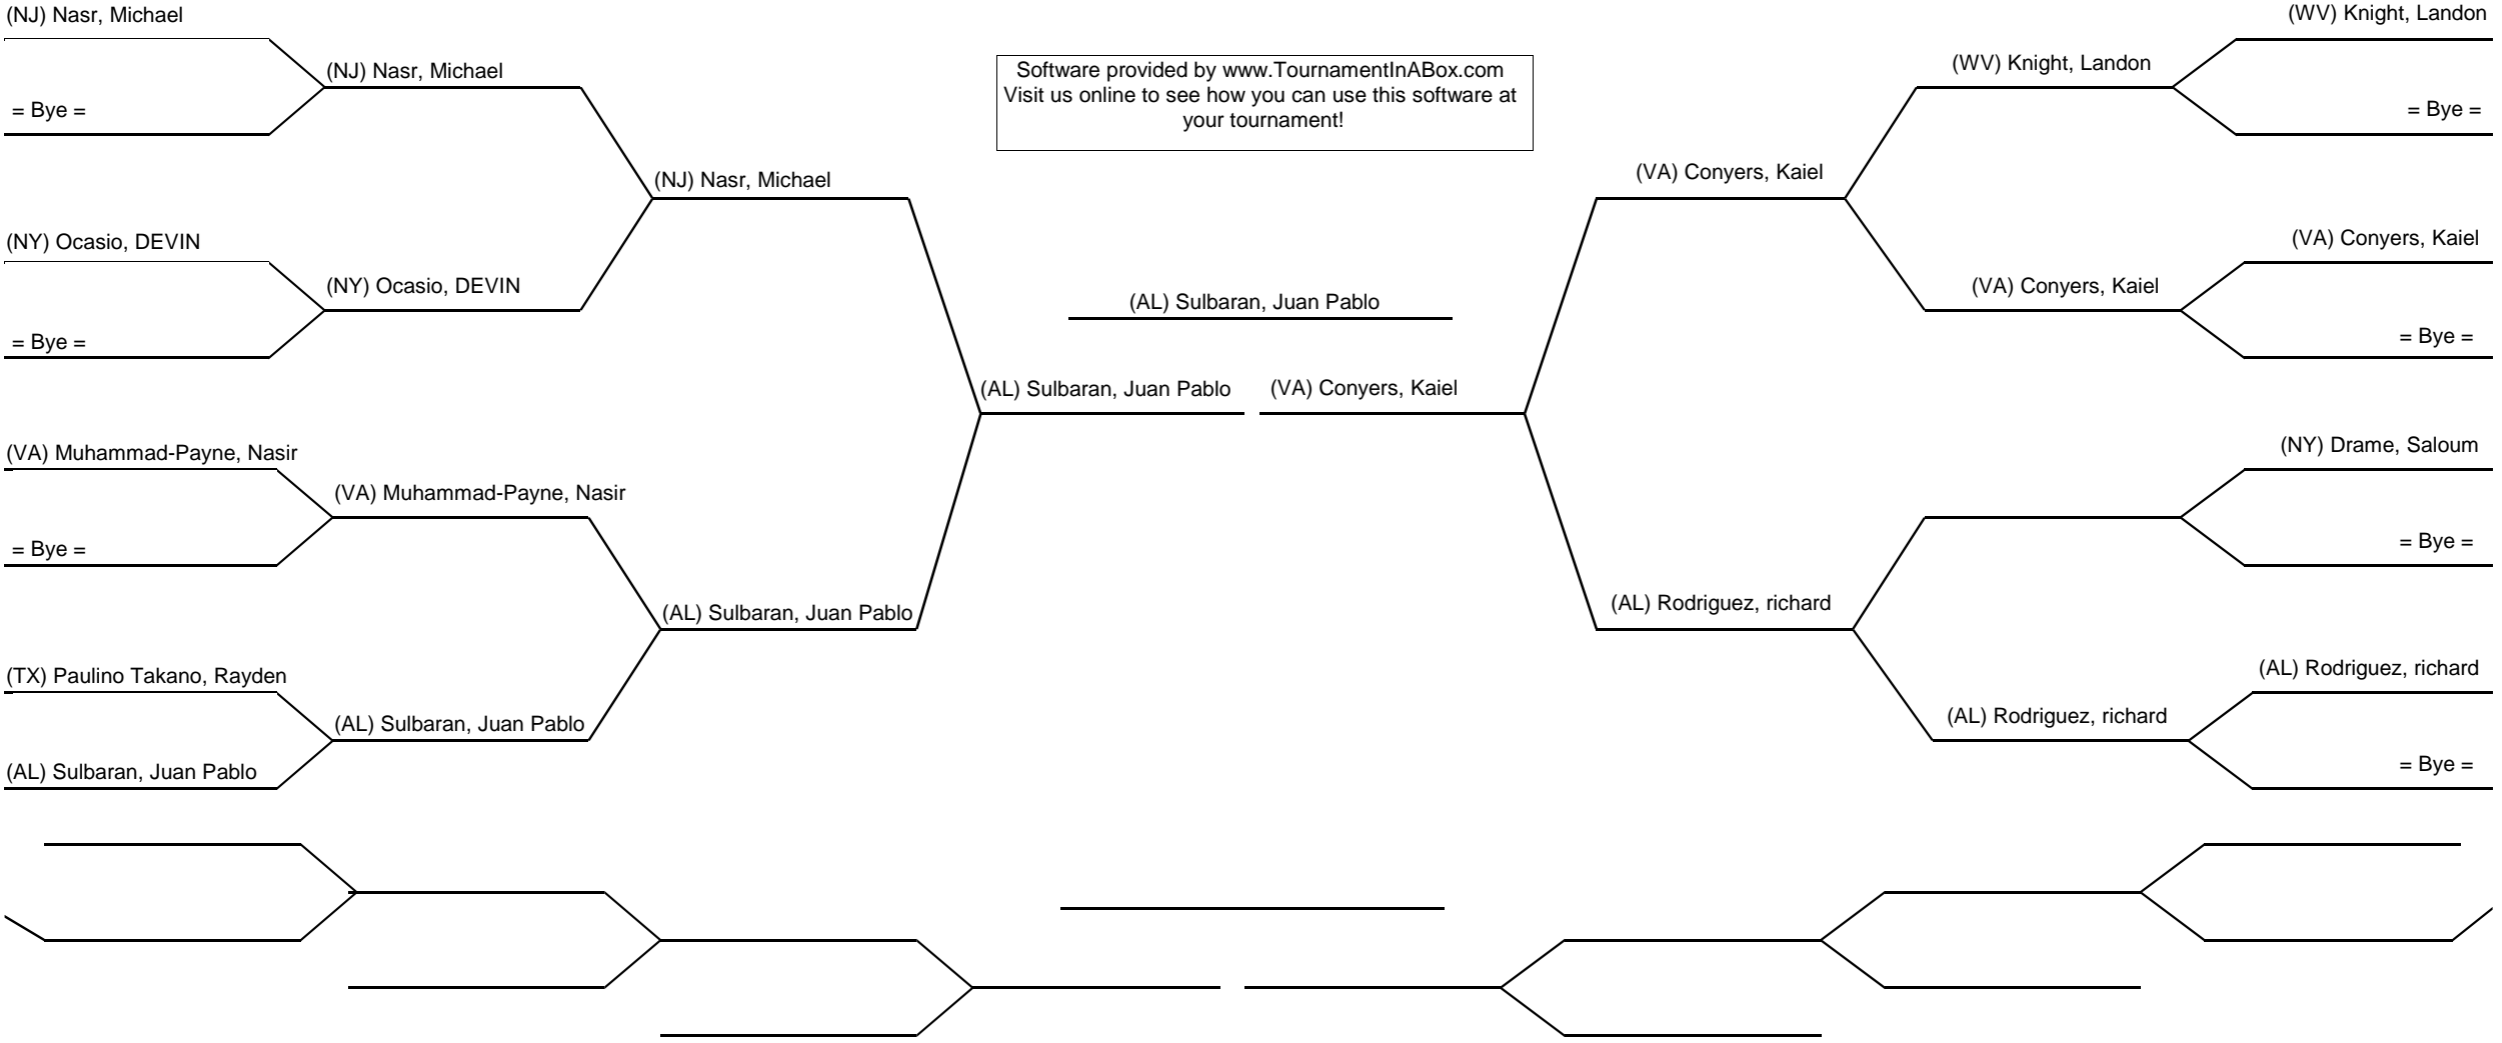 (NJ) Nasr, Michael
(NJ) Nasr, Michael
= Bye =
(NJ) Nasr, Michael
(NY) Ocasio, DEVIN
(NY) Ocasio, DEVIN
= Bye =
(VA) Muhammad-Payne, Nasir
(VA) Muhammad-Payne, Nasir
= Bye =
(AL) Sulbaran, Juan Pablo
(TX) Paulino Takano, Rayden
(AL) Sulbaran, Juan Pablo
(AL) Sulbaran, Juan Pablo
Software provided by www.TournamentInABox.com
Visit us online to see how you can use this software at
your tournament!
(AL) Sulbaran, Juan Pablo
(AL) Sulbaran, Juan Pablo
(VA) Conyers, Kaiel
(WV) Knight, Landon
(WV) Knight, Landon
= Bye =
(VA) Conyers, Kaiel
(VA) Conyers, Kaiel
(VA) Conyers, Kaiel
= Bye =
(NY) Drame, Saloum
= Bye =
(AL) Rodriguez, richard
(AL) Rodriguez, richard
(AL) Rodriguez, richard
= Bye =